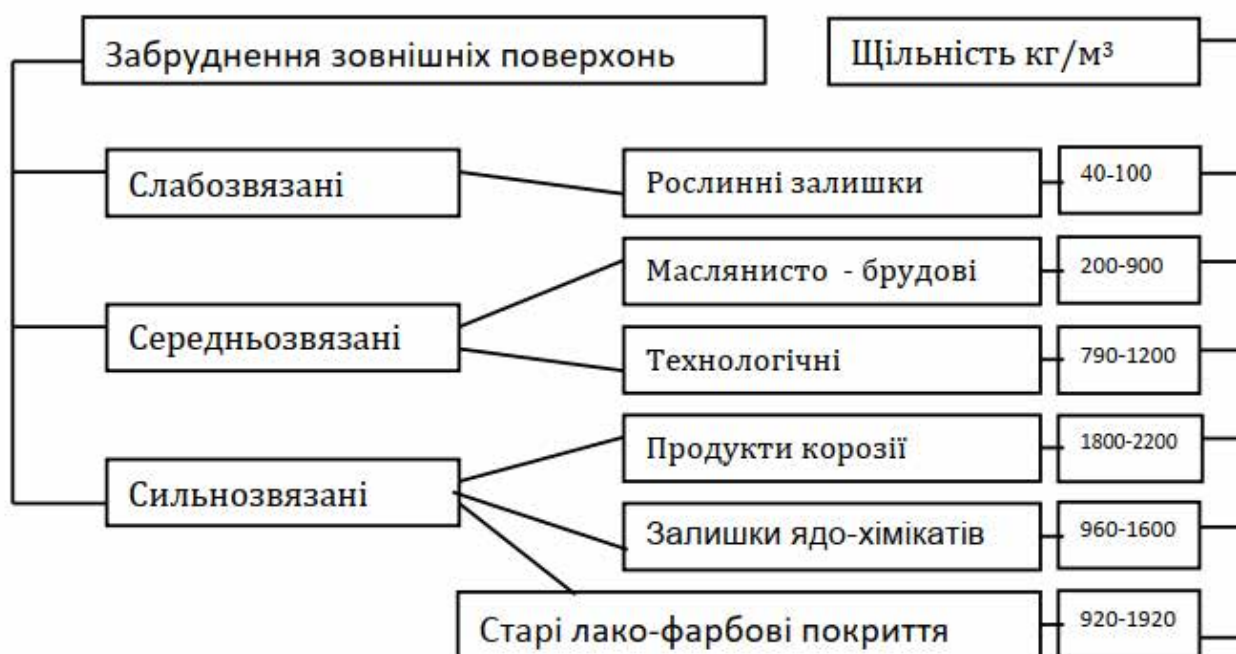 Забруднення зовнішніх поверхонь
Щільність кг/м³
Слабозвязані
Рослинні залишки
40-100
Маслянисто - брудові
200-900
Середньозвязані
Технологічні
790-1200
Продукти корозії
1800-2200
Сильнозвязані
Залишки ядо-хімікатів
960-1600
Старі лако-фарбові покриття
920-1920